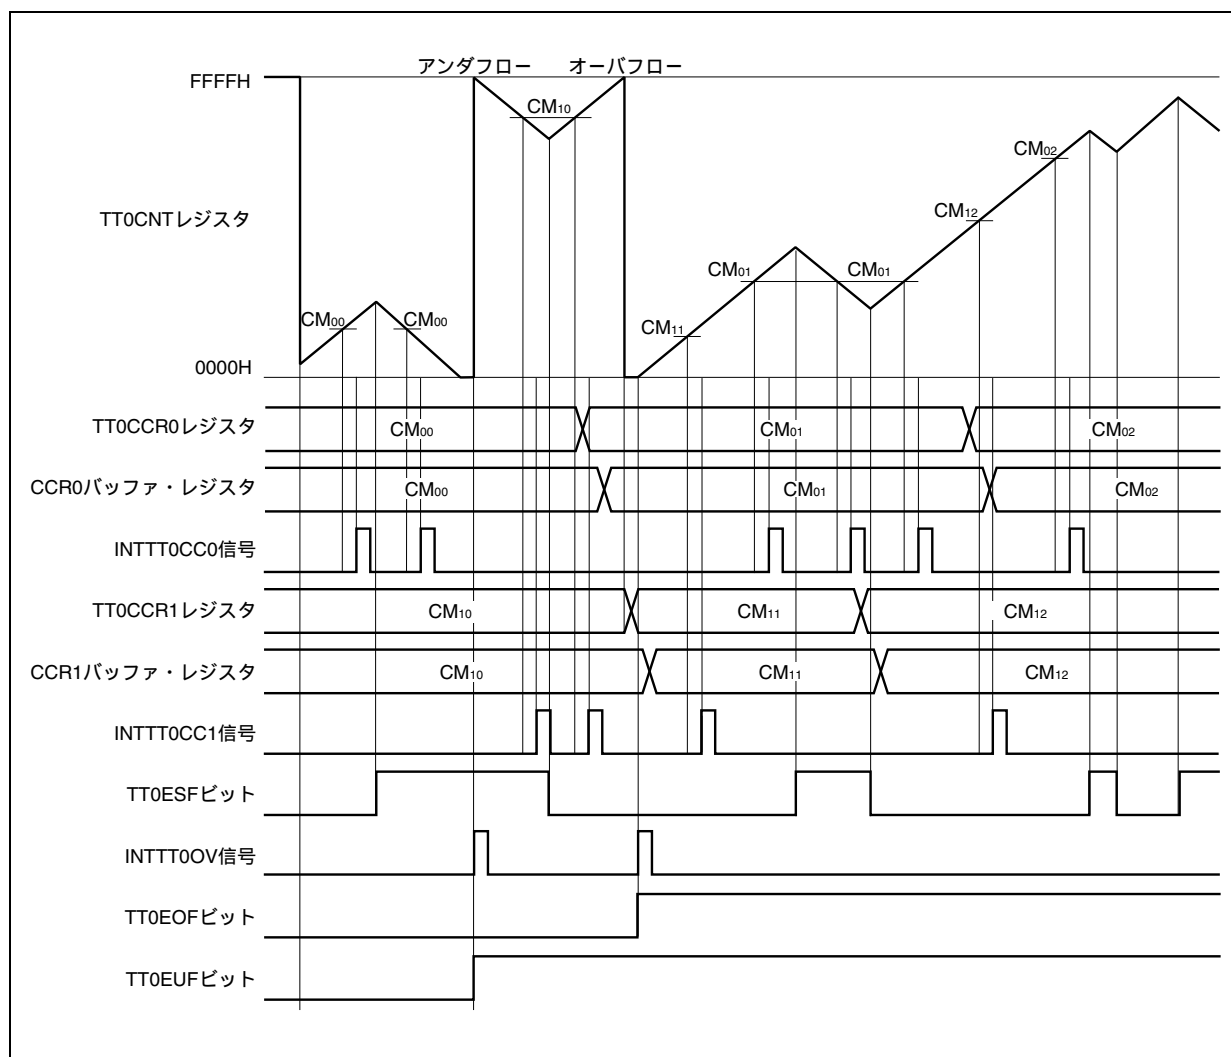 アンダフロー オーバフロー
FFFFH
CM10
CM02
TT0CNTレジスタ
CM12
CM01 CM01
CM00 CM00
CM11
0000H
TT0CCR0レジスタ
CM00 CM01 CM02
CCR0バッファ・レジスタ
CM00 CM01 CM02
INTTT0CC0信号
TT0CCR1レジスタ
CM10 CM11 CM12
CCR1バッファ・レジスタ
CM10 CM11 CM12
INTTT0CC1信号
TT0ESFビット
INTTT0OV信号
TT0EOFビット
TT0EUFビット